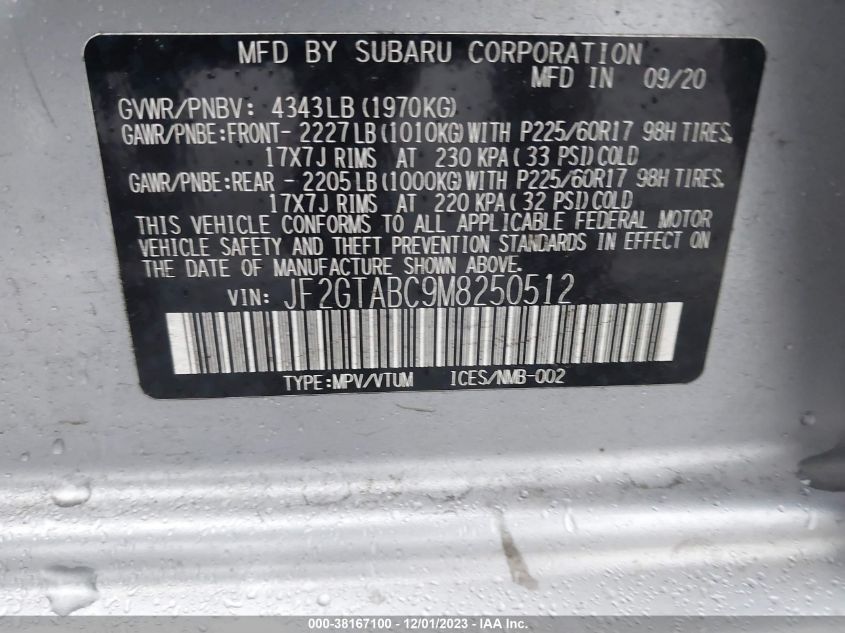 MFD BY SUBARU CORPORATION
MFD IN 09/20
GVWR/PNBV: 4343LB (1970KG)
GAWR/PNBE:FRONT- 2227LB (1010KG) WITH P225/60R17 98H TIRES,
17X7J RIMS AT 230 KPA( 33 PSI)COLD
GAWR/PNBE:REAR - 2205LB (1000KG) WITH P225/60R17 98H TIRES,
17X7J RIMS AT 220 KPA( 32 PSI)COLD
THIS VEHICLE CONFORMS TO ALL APPLICABLE FEDERAL MOTOR
VEHICLE SAFETY AND THEFT PREVENTION STANDARDS IN EFFECT ON
THE DATE OF MANUFACTURE SHOWN ABOVE.
VIN: JF2GTABC9M8250512
TYPE:MPV/VTUM ICES/NMB-002
000-38167100 - 12/01/2023 - IAA Inc.